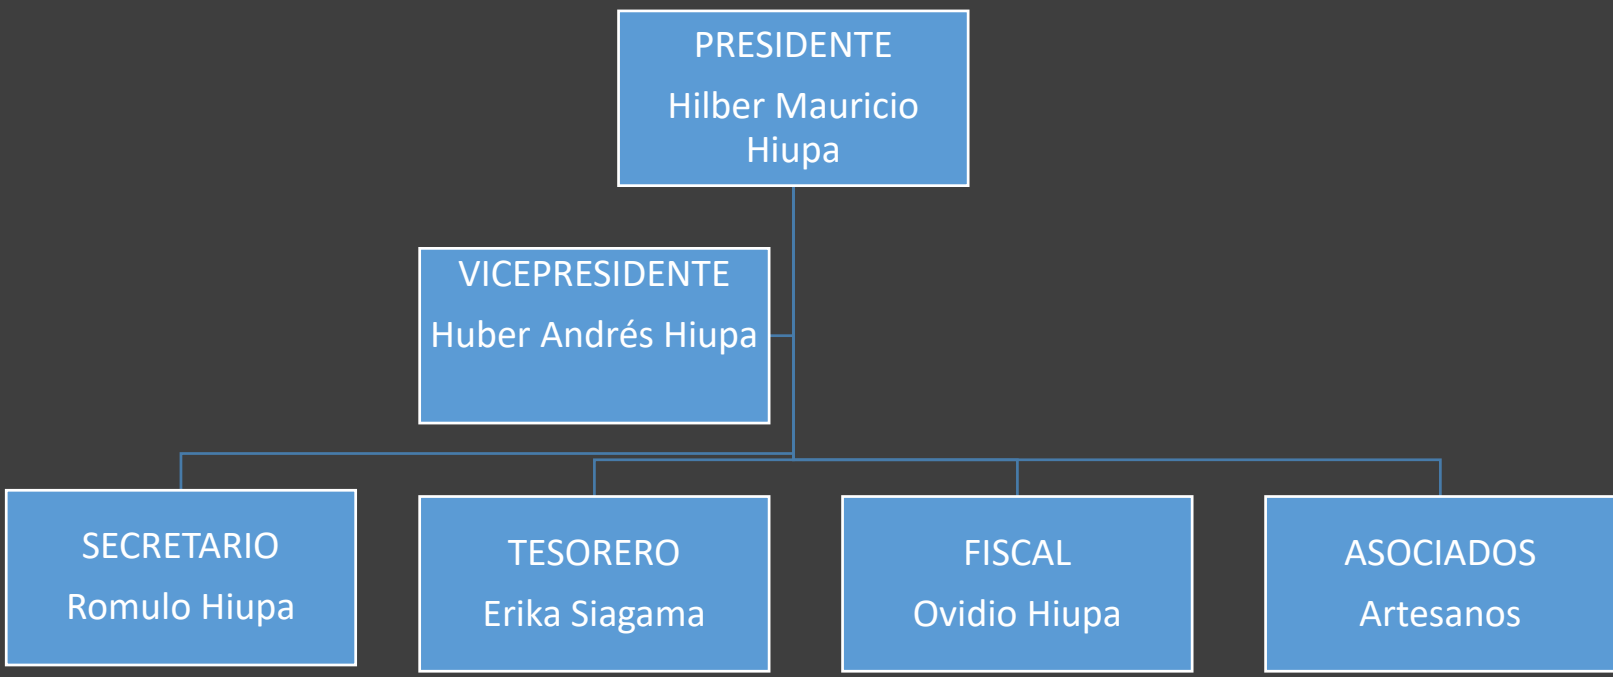 PRESIDENTE
Hilber Mauricio
Hiupa
VICEPRESIDENTE
Huber Andrés Hiupa
SECRETARIO
Romulo Hiupa
TESORERO
Erika Siagama
FISCAL
Ovidio Hiupa
ASOCIADOS
Artesanos